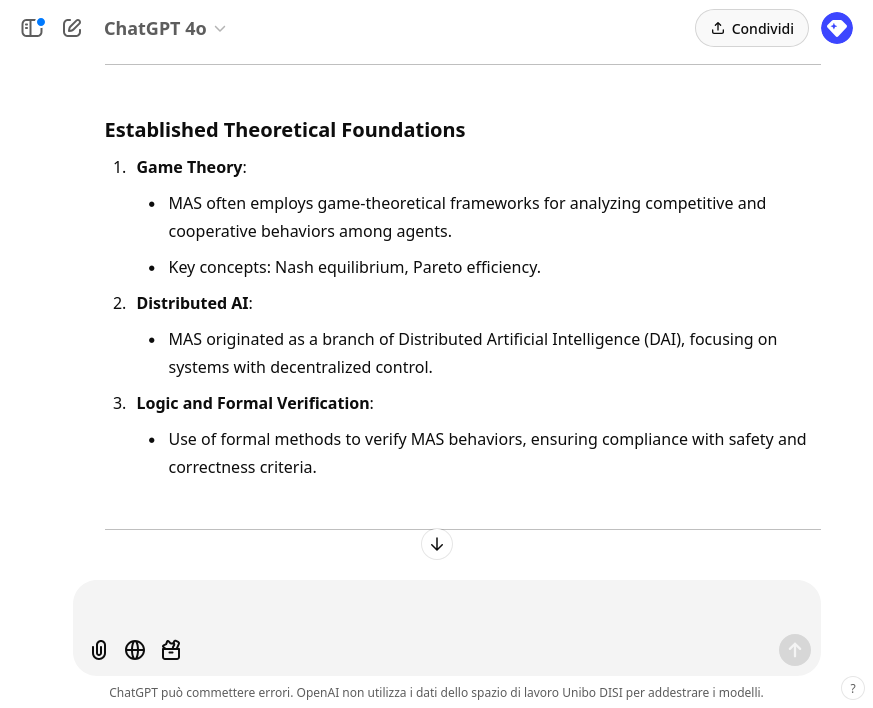 ChatGPT 4o
Condividi
Established Theoretical Foundations
1. Game Theory:
• MAS often employs game-theoretical frameworks for analyzing competitive and
cooperative behaviors among agents.
• Key concepts: Nash equilibrium, Pareto efficiency.
2. Distributed AI:
• MAS originated as a branch of Distributed Artificial Intelligence (DAI), focusing on
systems with decentralized control.
3. Logic and Formal Verification:
• Use of formal methods to verify MAS behaviors, ensuring compliance with safety and
correctness criteria.
ChatGPT può commettere errori. OpenAI non utilizza i dati dello spazio di lavoro Unibo DISI per addestrare i modelli.
?